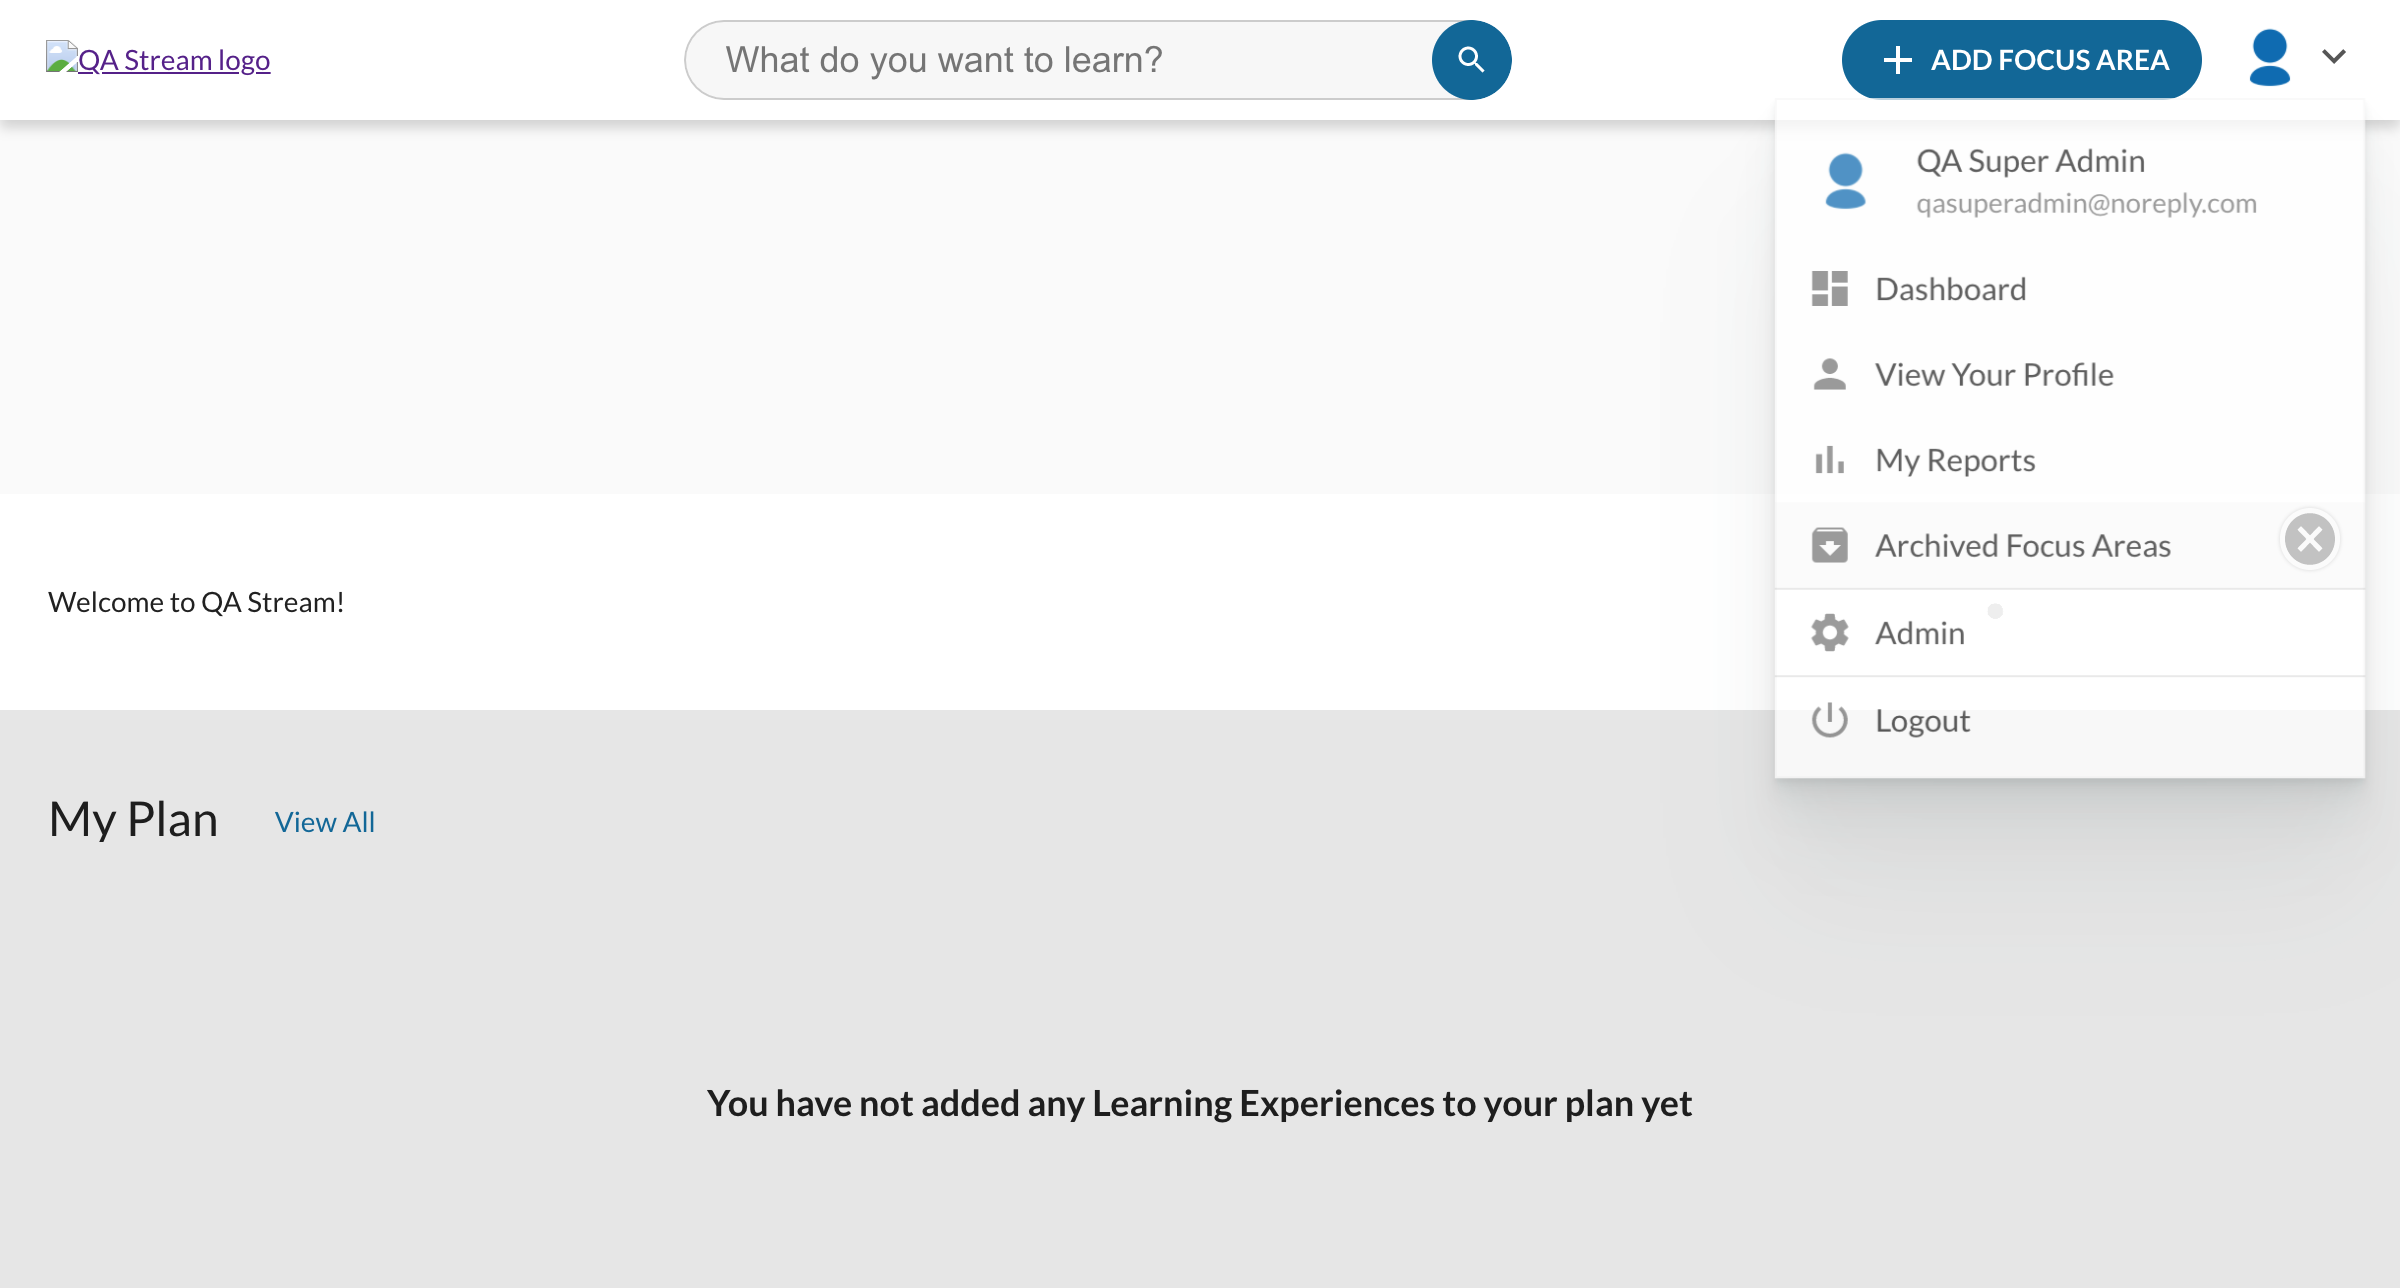 QA Stream logo
What do you want to learn?
ADD FOCUS AREA
QA Super Admin
qasuperadmin@noreply.com
Dashboard
View Your Profile
My Reports
Archived Focus Areas
Admin
Logout
Welcome to QA Stream!
My Plan
View All
You have not added any Learning Experiences to your plan yet